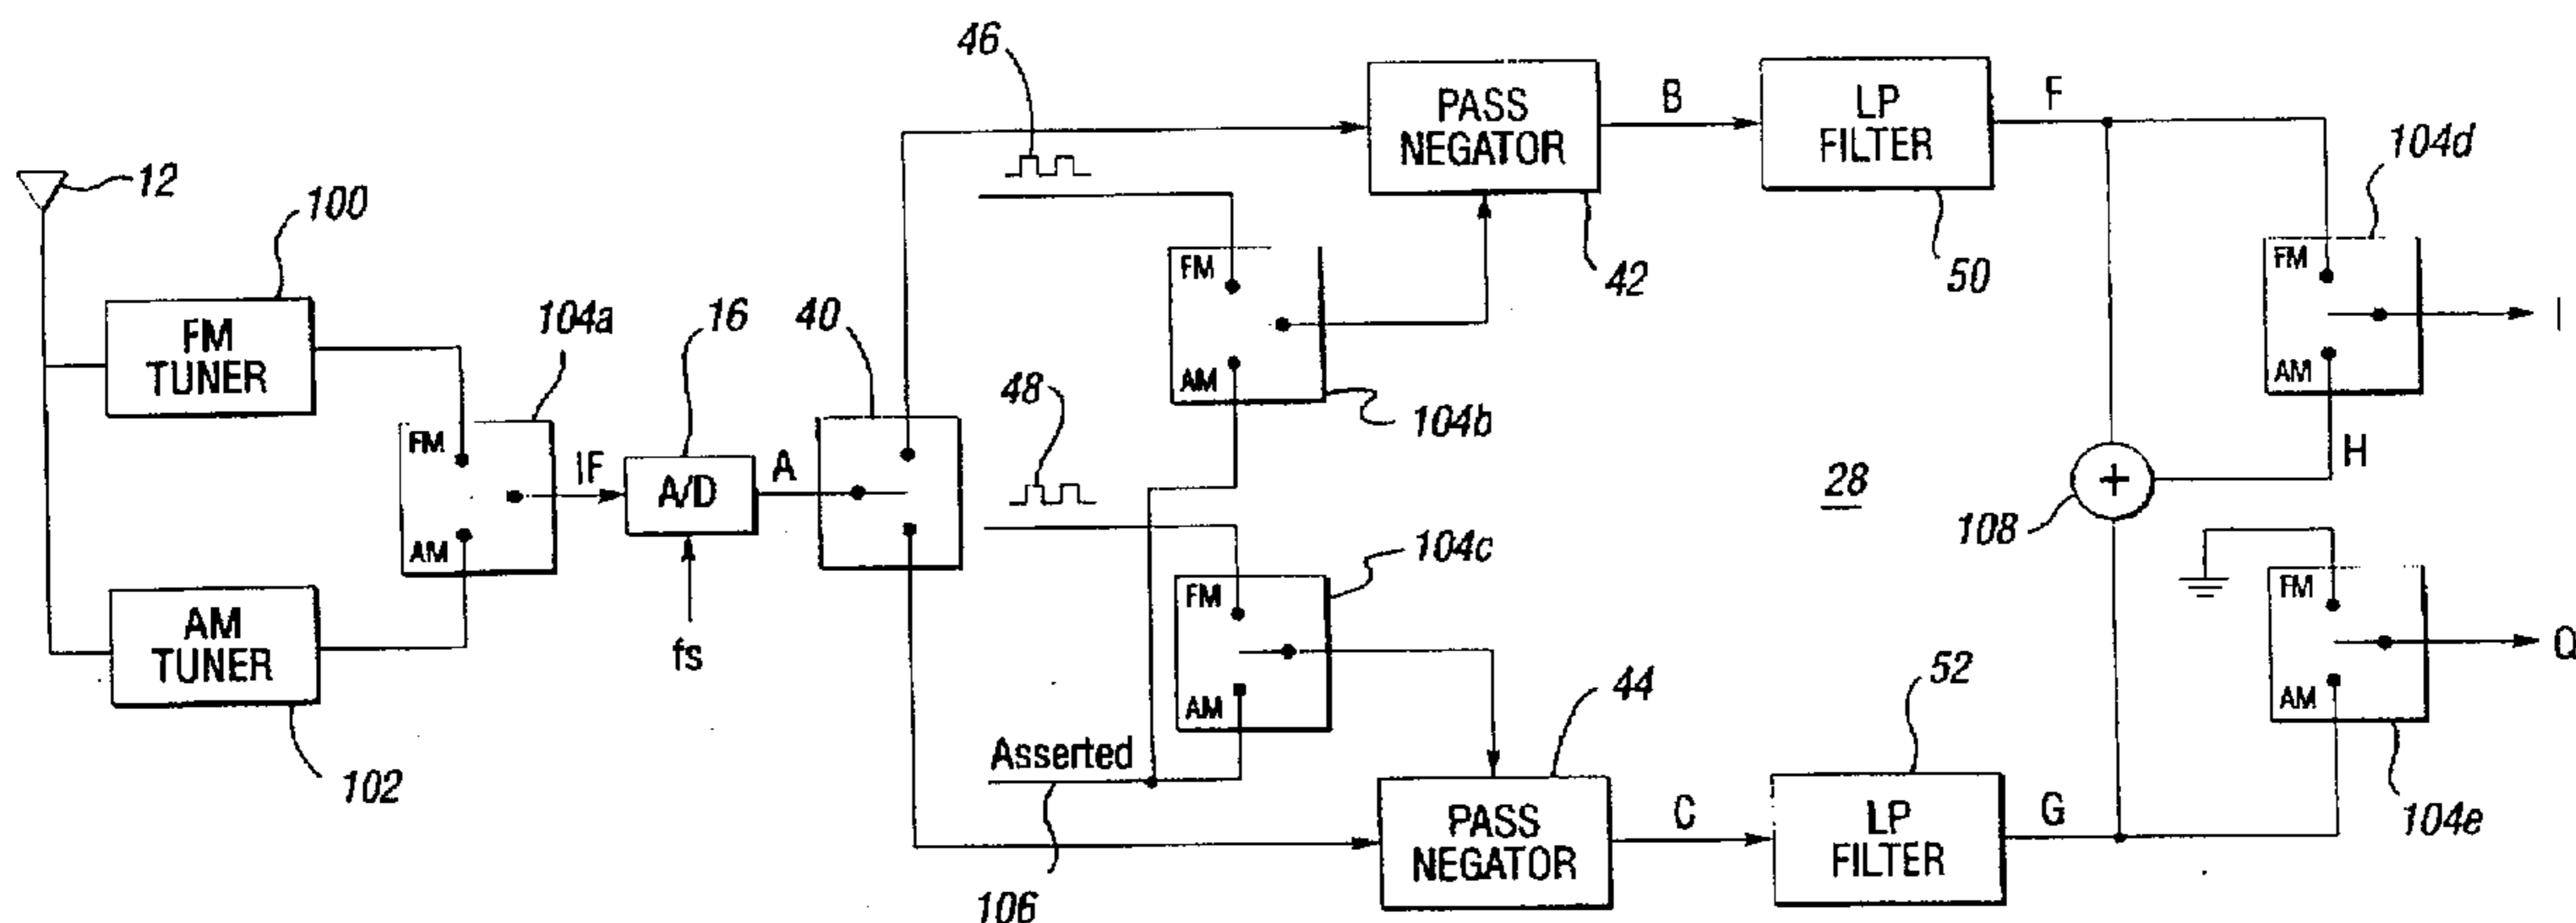 12
100
FM
TUNER
AM
TUNER
102
104a
FM
AM
IF
16
A/D
fs
A
40
46
48
FM
AM
104b
FM
AM
104c
Asserted
106
PASS
NEGATOR
42
B
LP
FILTER
50
F
PASS
NEGATOR
44
C
LP
FILTER
52
G
28
+
108
H
104d
FM
AM
I
FM
AM
104e
Q